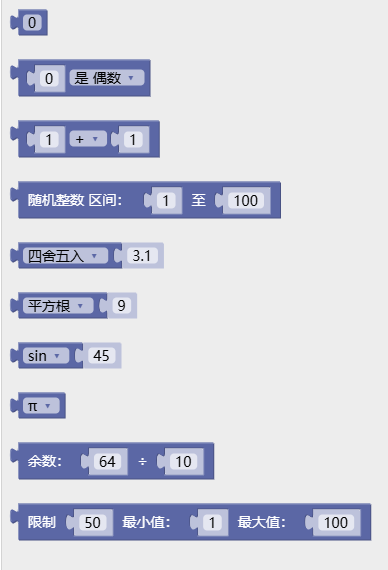 0
0 是 偶数
1 + 1
随机整数 区间: 1 至 100
四舍五入 3.1
平方根 9
sin 45
π
余数: 64 ÷ 10
限制 50 最小值: 1 最大值: 100